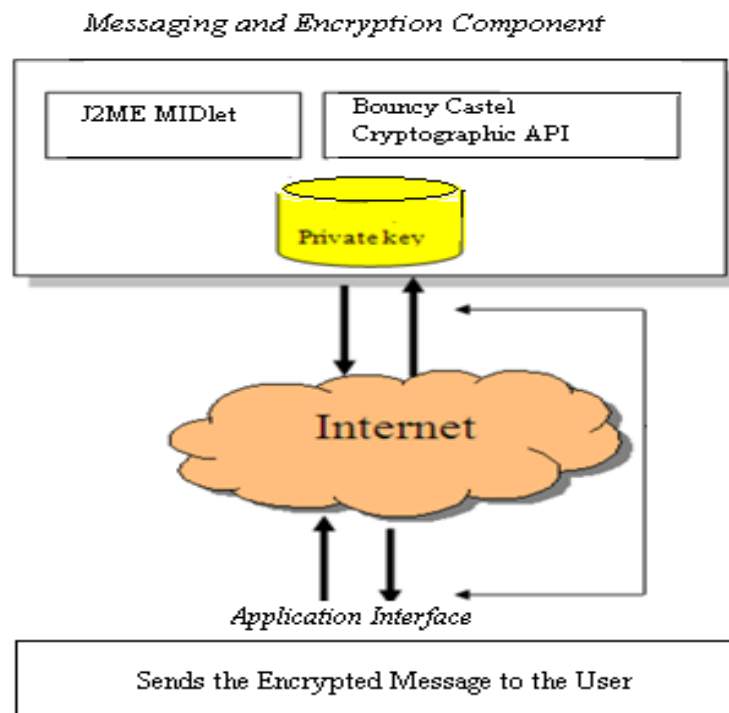 Messaging and Encryption Component
J2ME MIDlet
Bouncy Castel
Cryptographic API
Private key
Internet
Application Interface
Sends the Encrypted Message to the User